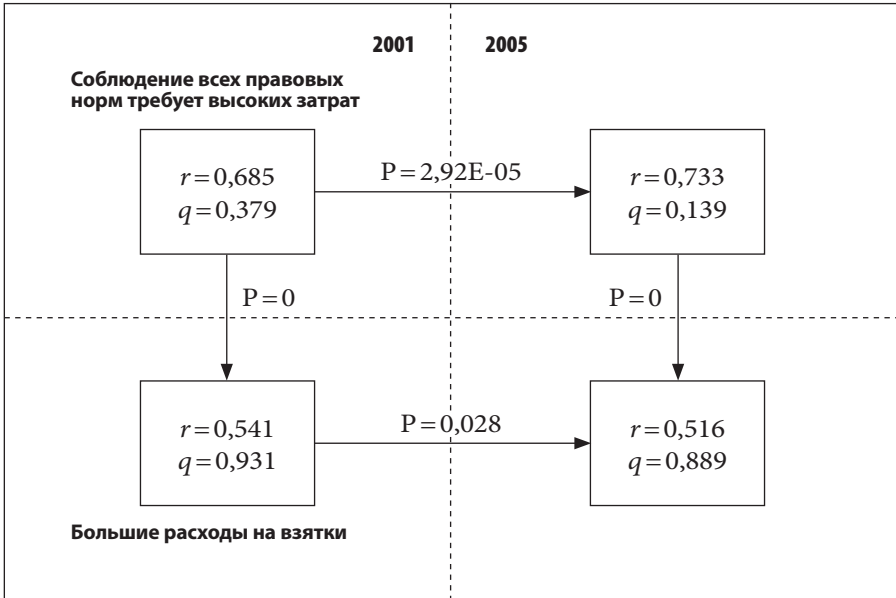 2001
2005
Соблюдение всех правовых
норм требует высоких затрат
r=0,685
q=0,379
P=2,92E-05
r=0,733
q=0,139
P=0
P=0
r=0,541
q=0,931
P=0,028
r=0,516
q=0,889
Большие расходы на взятки